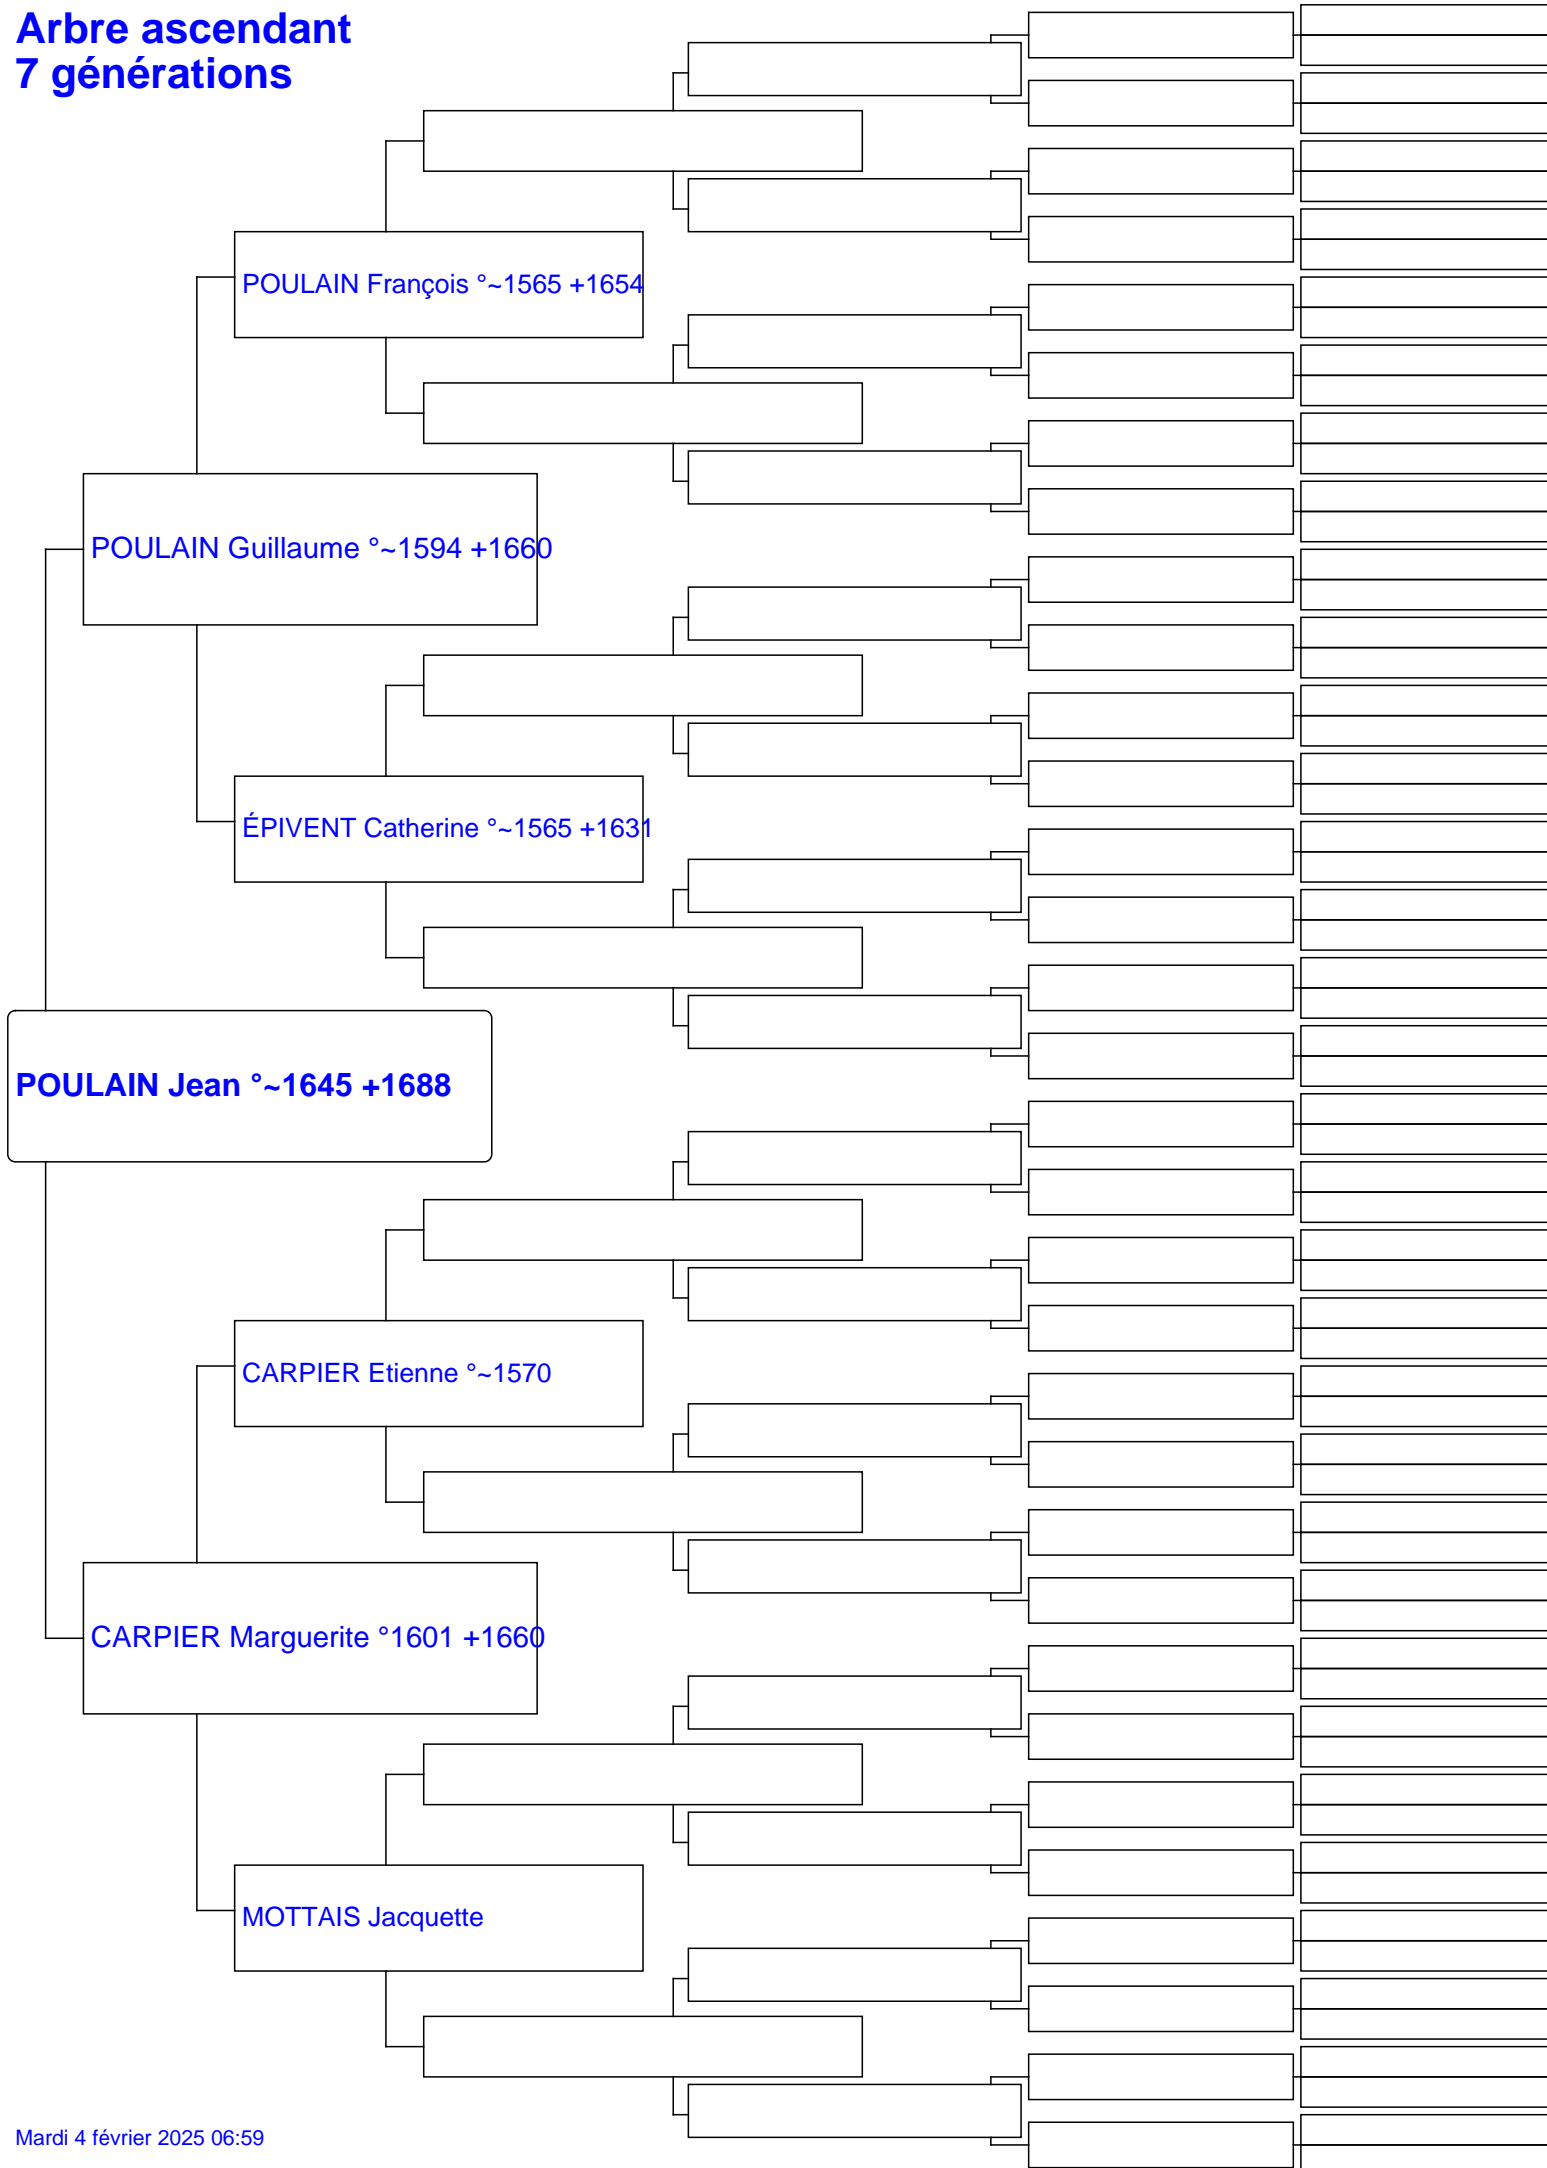 Arbre ascendant
7 générations
POULAIN François °~1565 +1654
POULAIN Guillaume °~1594 +1660
ÉPIVENT Catherine °~1565 +1631
POULAIN Jean °~1645 +1688
CARPIER Etienne °~1570
CARPIER Marguerite °1601 +1660
MOTTAIS Jacquette
Mardi 4 février 2025 06:59